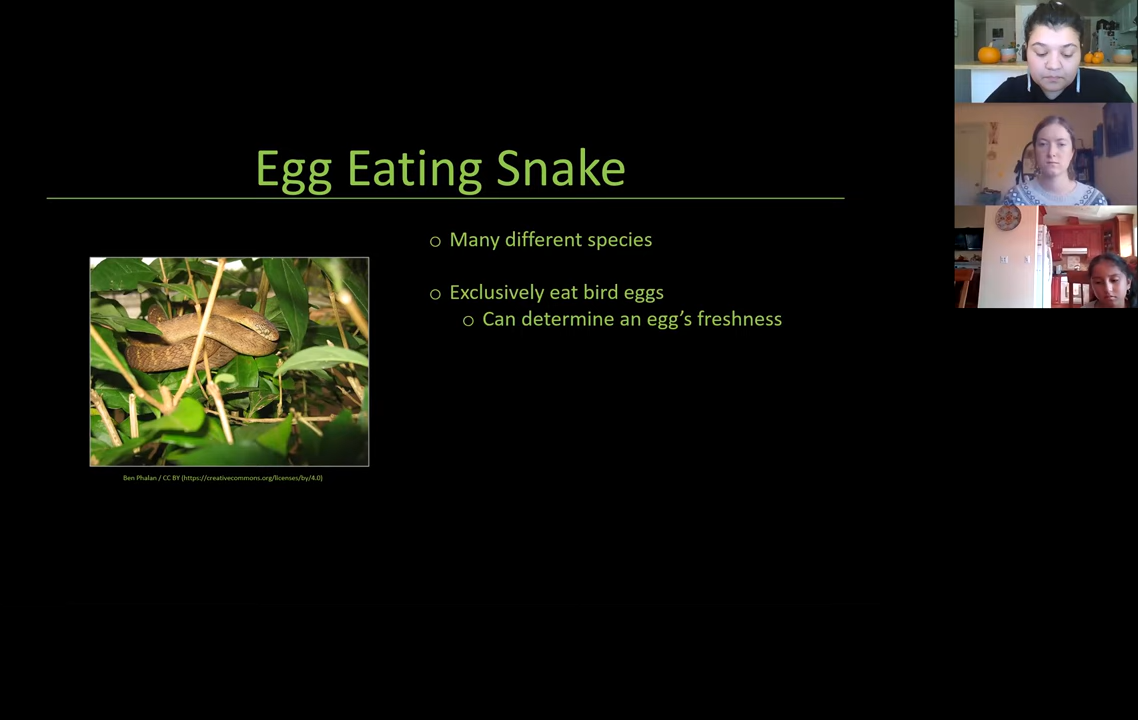 Egg Eating Snake
○ Many different species
○ Exclusively eat bird eggs
○ Can determine an egg’s freshness
Ben Phalan / CC BY (https://creativecommons.org/licenses/by/4.0)